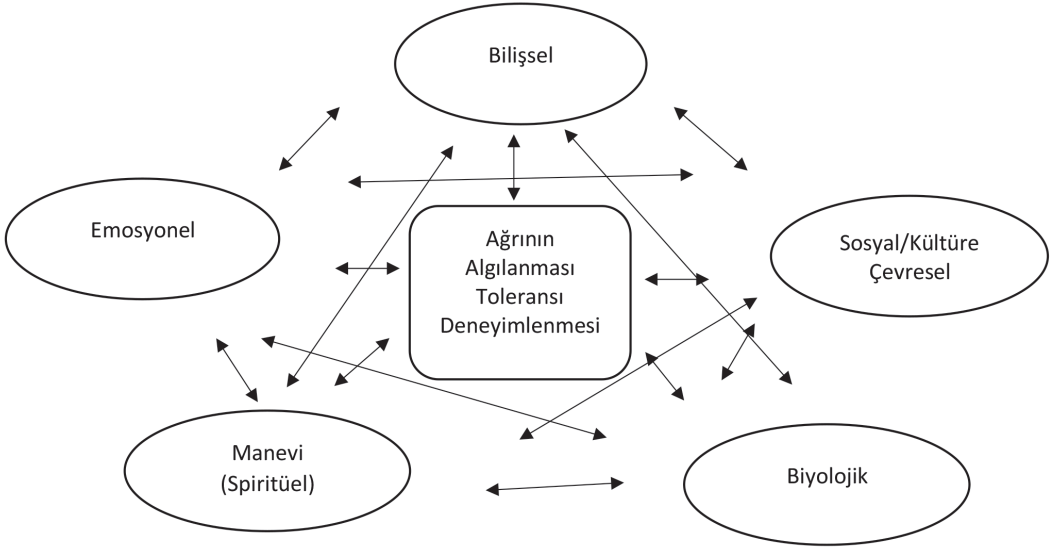 Bilişsel
Emosyonel
Ağrının
Algılanması
Toleransı
Deneyimlenmesi
Sosyal/Kültüre
Çevresel
Manevi
(Spiritüel)
Biyolojik